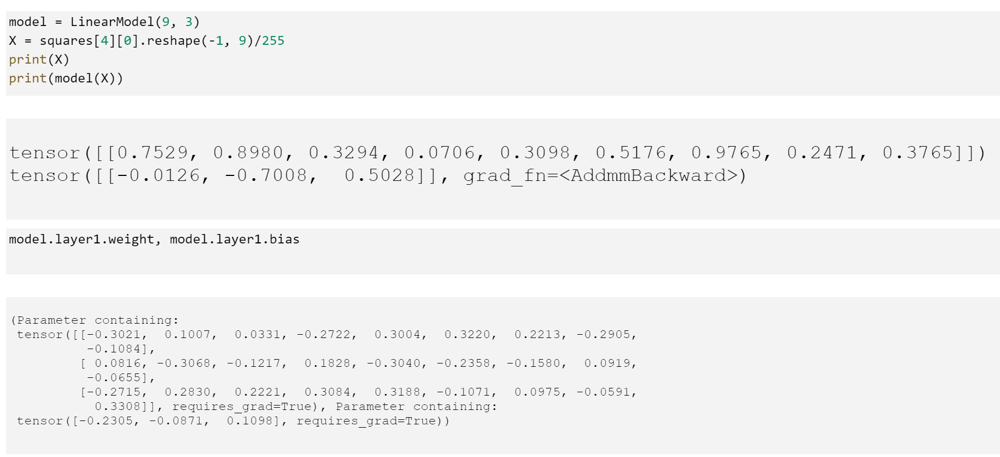 model = LinearModel(9, 3)
X = squares[4][0].reshape(-1, 9)/255
print(X)
print(model(X))
tensor([[0.7529, 0.8980, 0.3294, 0.0706, 0.3098, 0.5176, 0.9765, 0.2471, 0.3765]])
tensor([[-0.0126, -0.7008,  0.5028]], grad_fn=<AddmmBackward>)
model.layer1.weight, model.layer1.bias
(Parameter containing:
 tensor([[-0.3021,  0.1007,  0.0331, -0.2722,  0.3004,  0.3220,  0.2213, -0.2905,
          -0.1084],
         [ 0.0816, -0.3068, -0.1217,  0.1828, -0.3040, -0.2358, -0.1580,  0.0919,
          -0.0655],
         [-0.2715,  0.2830,  0.2221,  0.3084,  0.3188, -0.1071,  0.0975, -0.0591,
           0.3308]], requires_grad=True), Parameter containing:
 tensor([-0.2305, -0.0871,  0.1098], requires_grad=True))